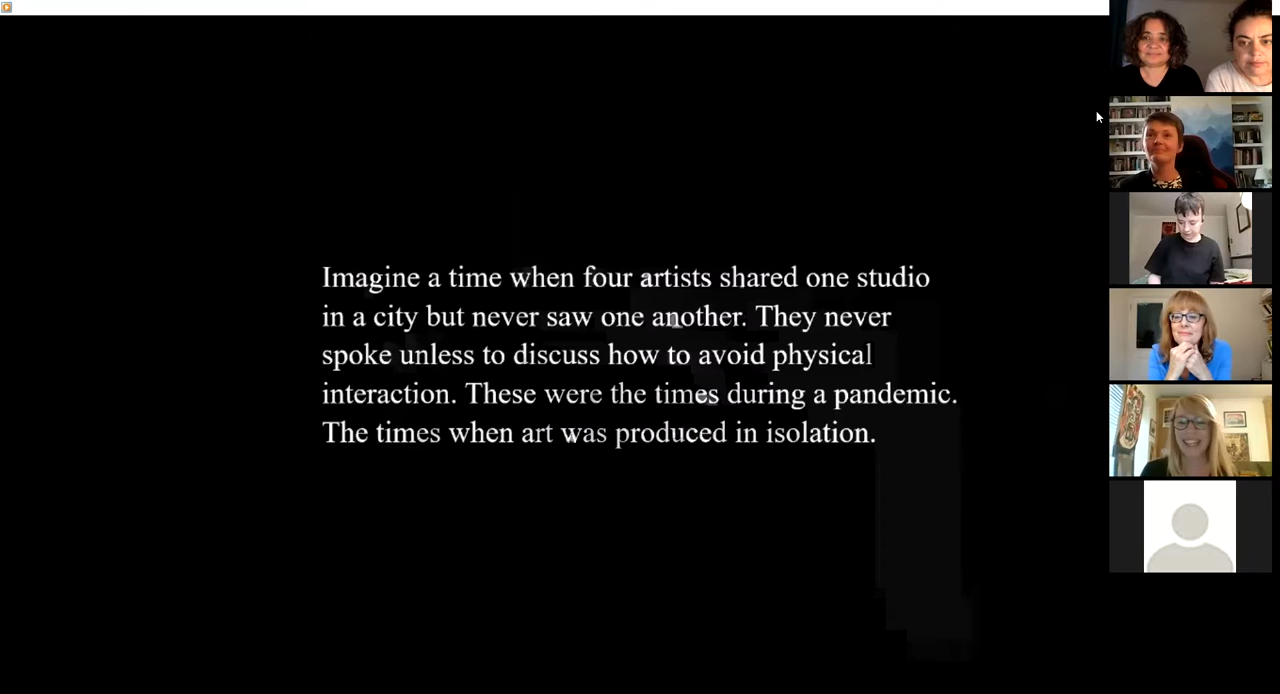 Imagine a time when four artists shared one studio
in a city but never saw one another. They never
spoke unless to discuss how to avoid physical
interaction. These were the times during a pandemic.
The times when art was produced in isolation.